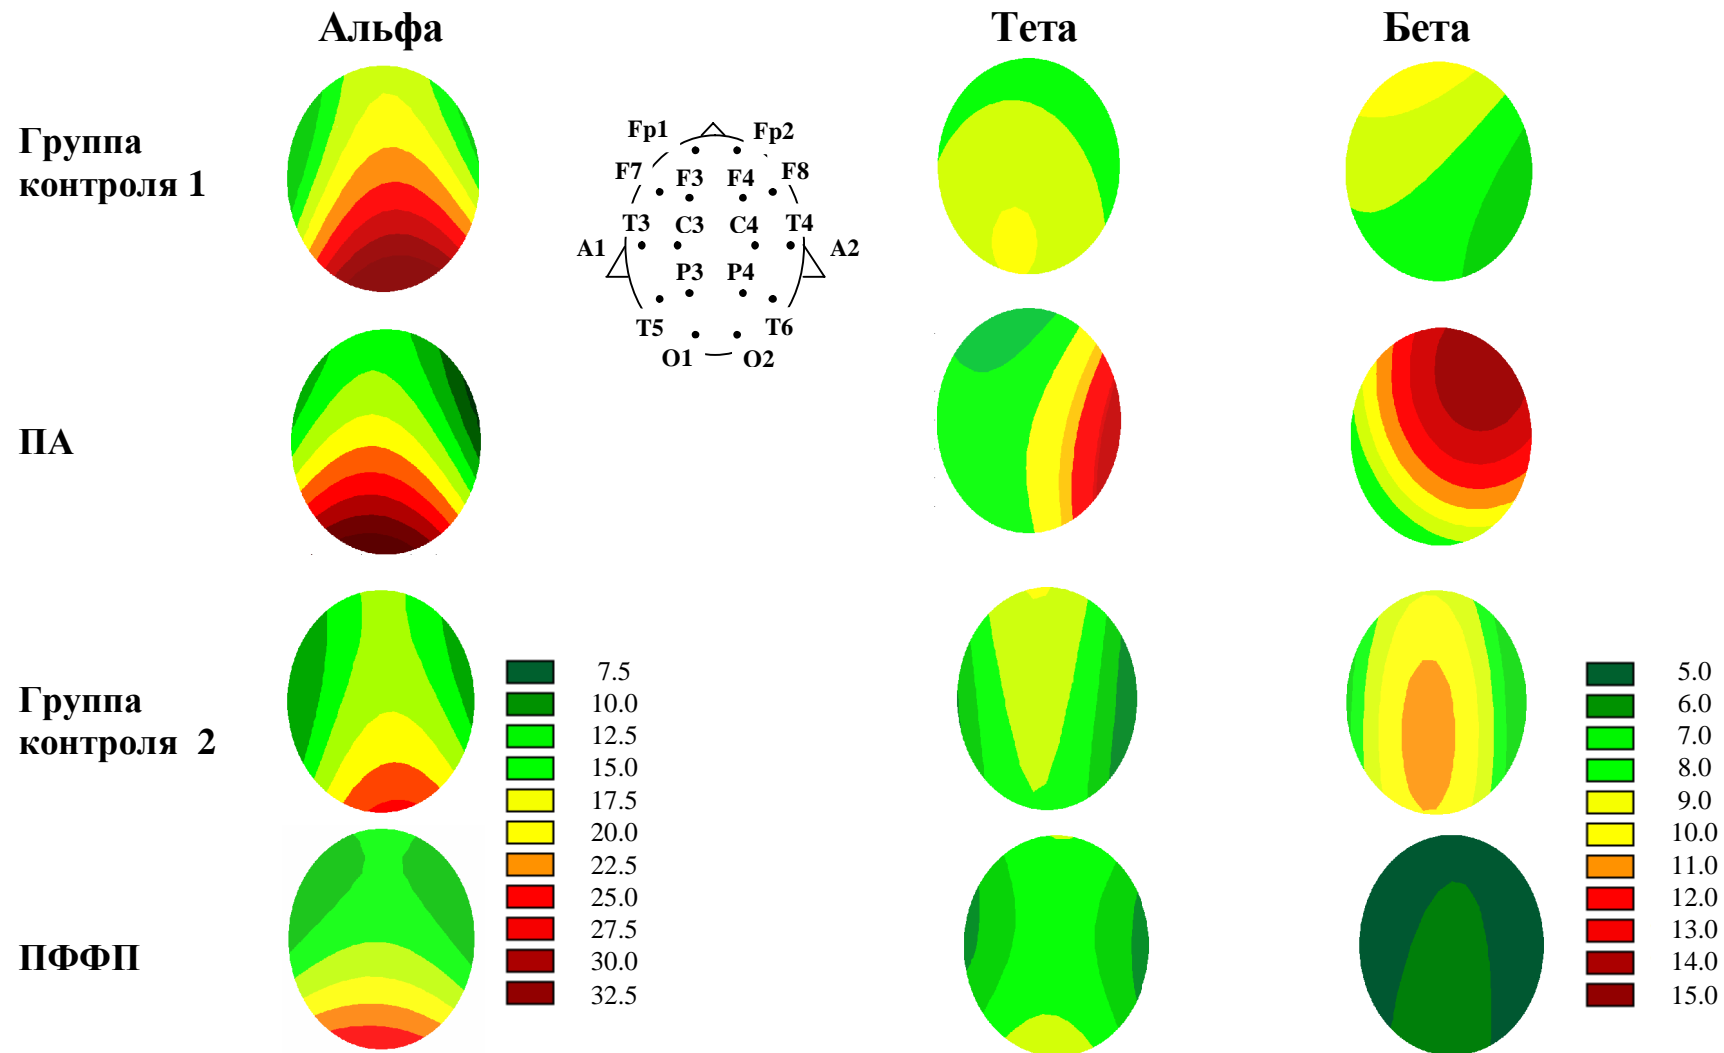 Альфа
Тета
Бета
Группа
контроля 1
Fp1
Fp2
F7
F3
F4
F8
T3
C3
C4
T4
A1
A2
P3
P4
T5
T6
O1
O2
ПА
Группа
контроля 2
7.5
10.0
12.5
15.0
17.5
20.0
22.5
25.0
27.5
30.0
32.5
5.0
6.0
7.0
8.0
9.0
10.0
11.0
12.0
13.0
14.0
15.0
ПФФП